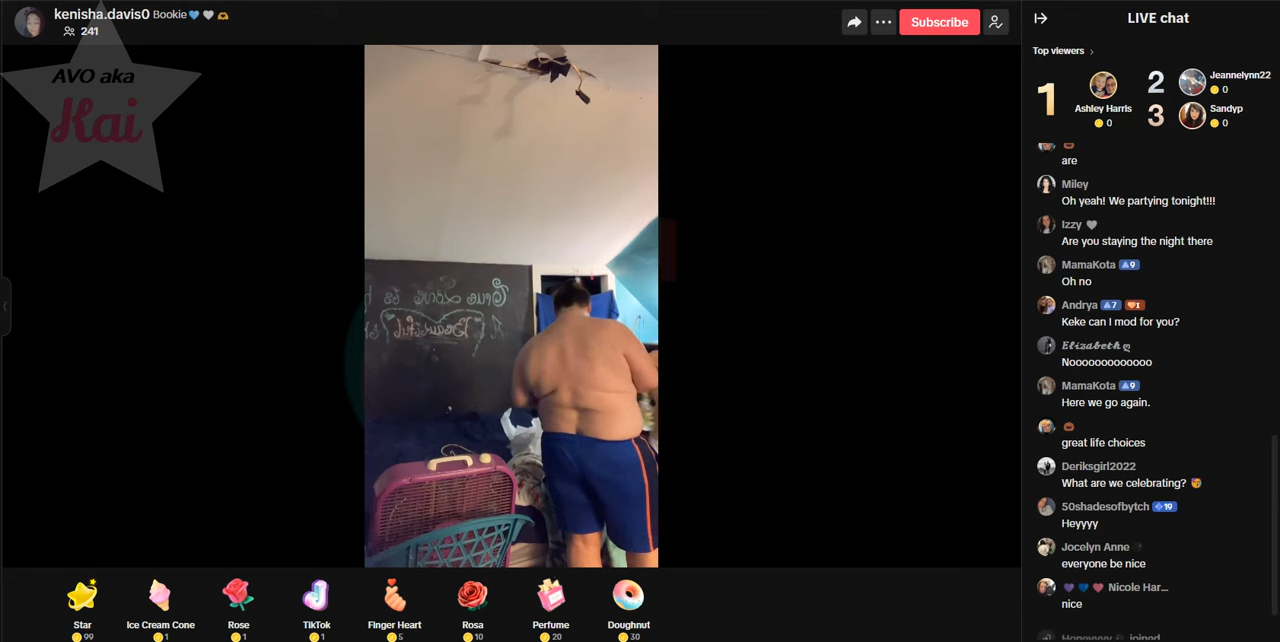 kenisha.davis0 Bookie💙🤍🫶
241
Subscribe
AVO aka
Kai
LIVE chat
Top viewers
1
Ashley Harris
0
2
Jeannelynn22
0
3
Sandyp
0
are
Miley
Oh yeah! We partying tonight!!!
Izzy 🤍
Are you staying the night there
MamaKota 9
Oh no
Andrya 7 I
Keke can I mod for you?
𝓔𝓵𝓲𝔃𝓪𝓫𝓮𝓽𝓱 ღ
Nooooooooooooo
MamaKota 9
Here we go again.
🎃
great life choices
Deriksgirl2022
What are we celebrating? 🥳
50shadesofbytch 19
Heyyyy
Jocelyn Anne
everyone be nice
💜💙❤️ Nicole Har...
nice
joined
Star
99
Ice Cream Cone
1
Rose
1
TikTok
1
Finger Heart
5
Rosa
10
Perfume
20
Doughnut
30